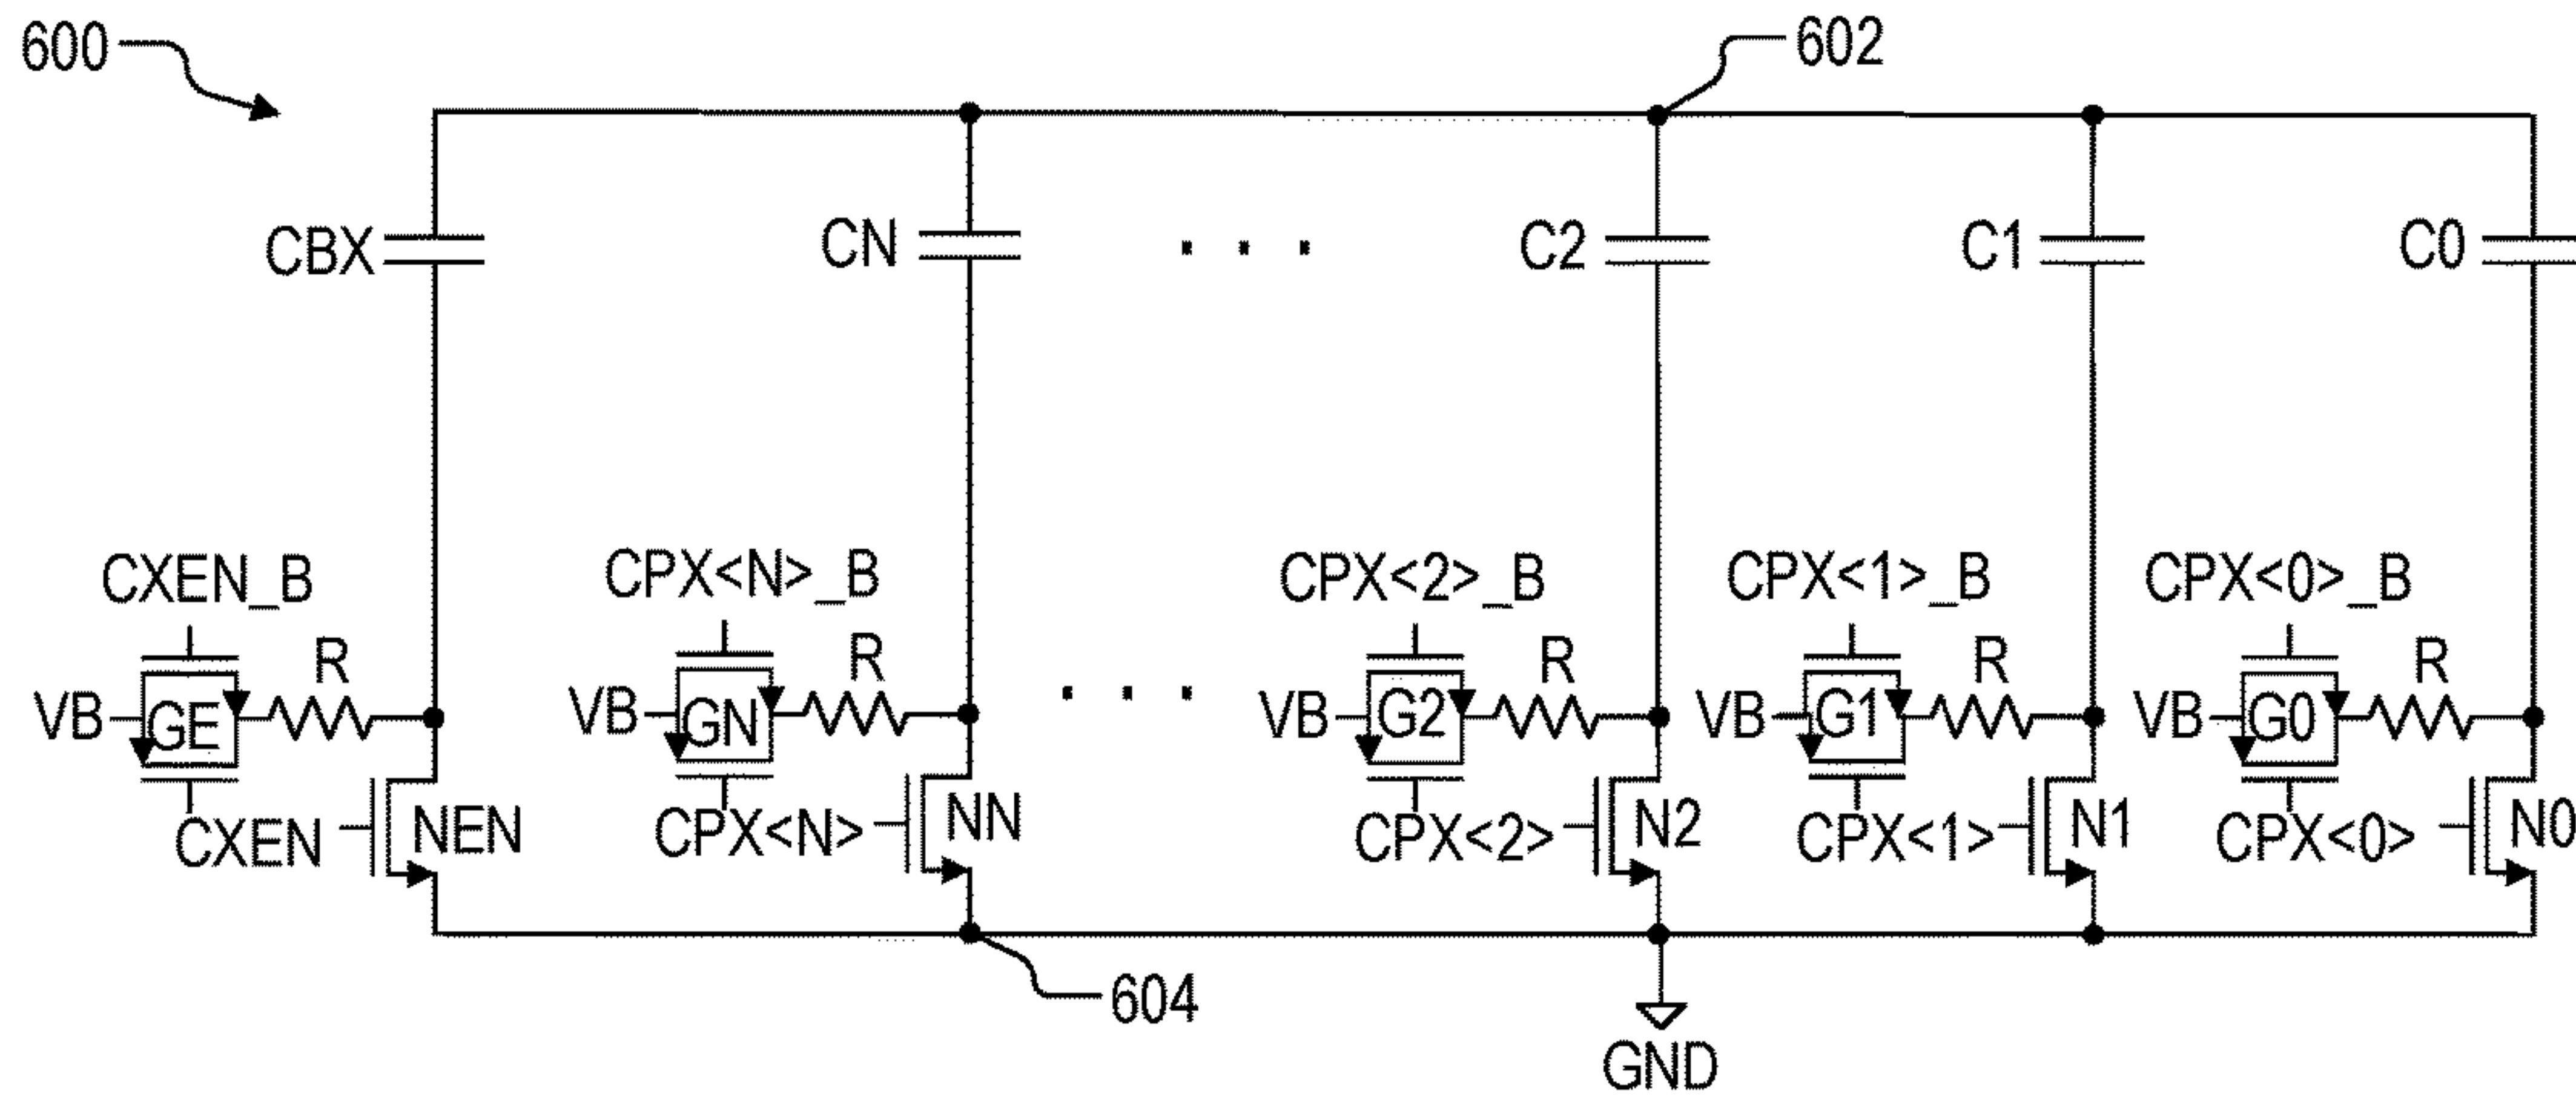 600
602
CBX
CN
C2
C1
C0
CXEN_B
CPX<N>_B
CPX<2>_B
CPX<1>_B
CPX<0>_B
R
R
R
R
R
VB
GE
VB
GN
VB
G2
VB
G1
VB
G0
CXEN
NEN
CPX<N>
NN
CPX<2>
N2
CPX<1>
N1
CPX<0>
N0
604
GND